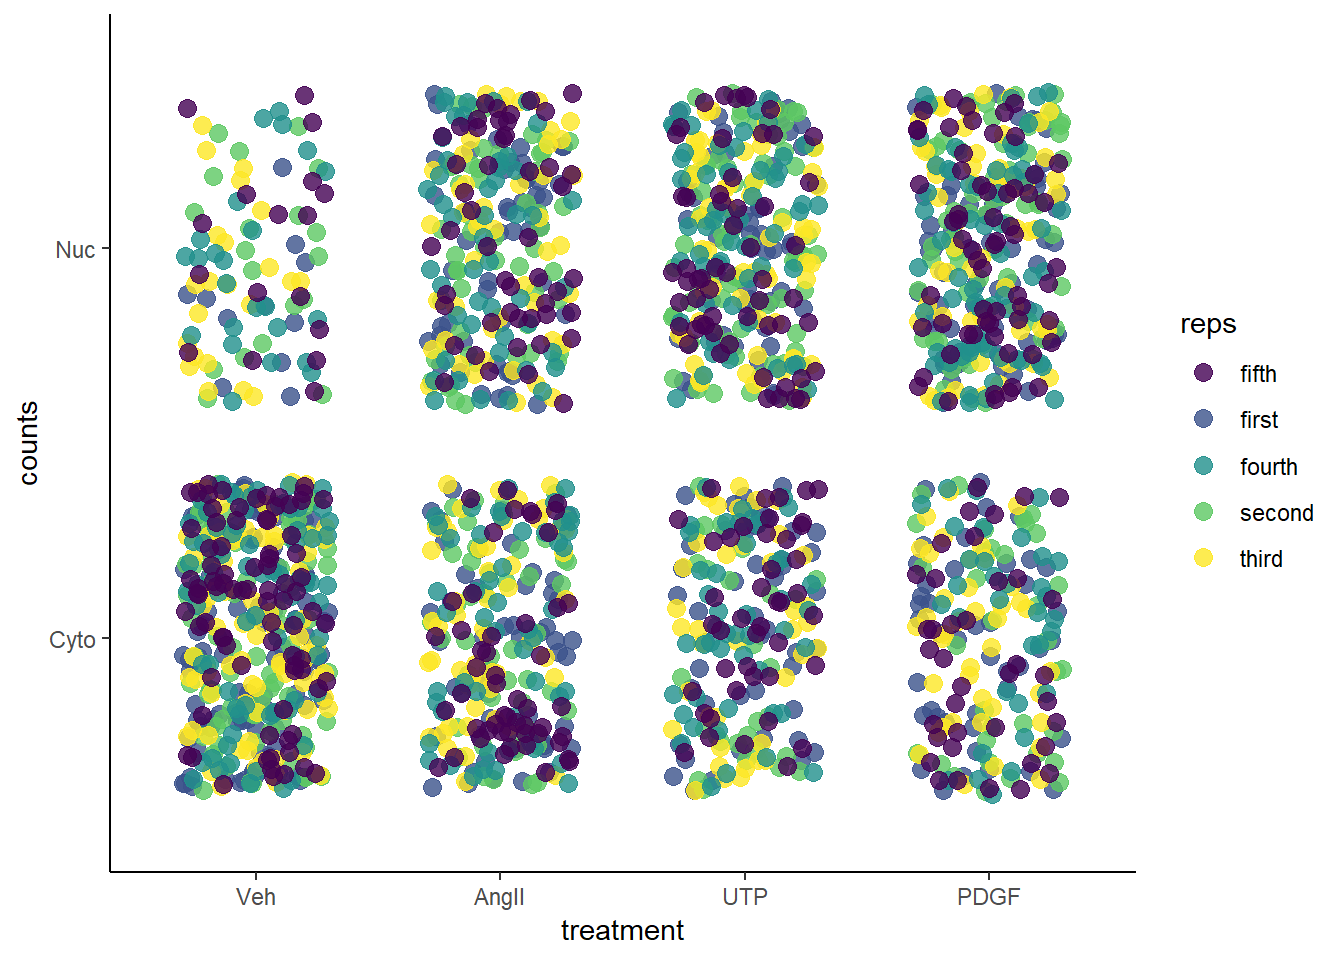 counts
Nuc
Cyto
Veh
AngII
UTP
PDGF
treatment
reps
fifth
first
fourth
second
third